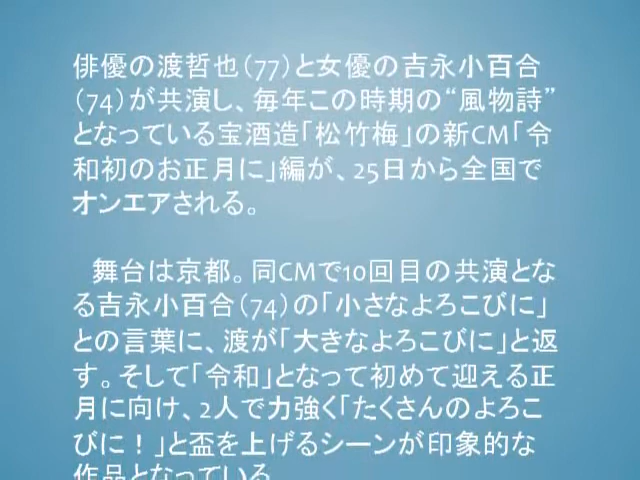 俳優の渡哲也（77）と女優の吉永小百合
（74）が共演し、毎年この時期の“風物詩”
となっている宝酒造「松竹梅」の新CM「令
和初のお正月に」編が、25日から全国で
オンエアされる。
舞台は京都。同CMで10回目の共演とな
る吉永小百合（74）の「小さなよろこびに」
との言葉に、渡が「大きなよろこびに」と返
す。そして「令和」となって初めて迎える正
月に向け、2人で力強く「たくさんのよろこ
びに！」と盃を上げるシーンが印象的な
作品となっている